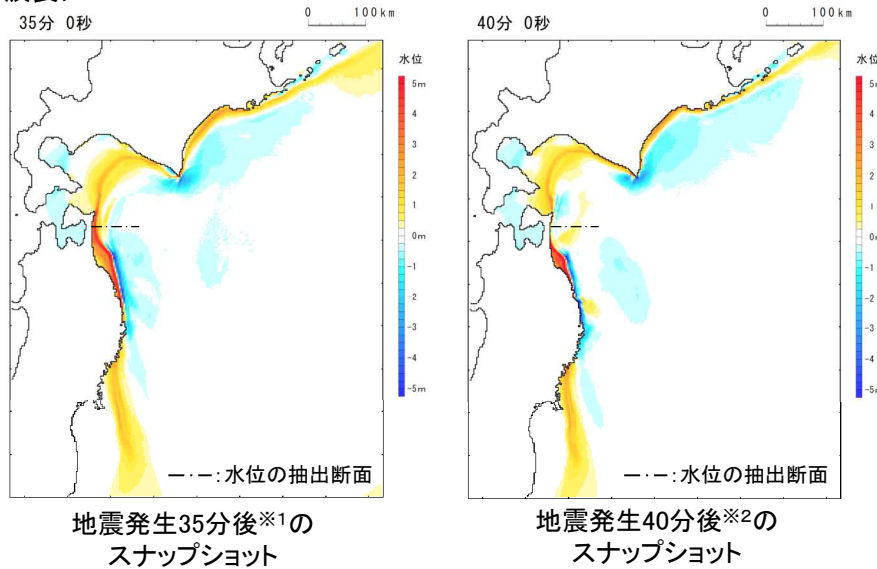 35分 0秒
0 100km
水位
5m
4
3
2
1
0m
-1
-2
-3
-4
-5m
—・—:水位の抽出断面
地震発生35分後※1の
スナップショット
40分 0秒
0 100km
水位
5m
4
3
2
1
0m
-1
-2
-3
-4
-5m
—・—:水位の抽出断面
地震発生40分後※2の
スナップショット